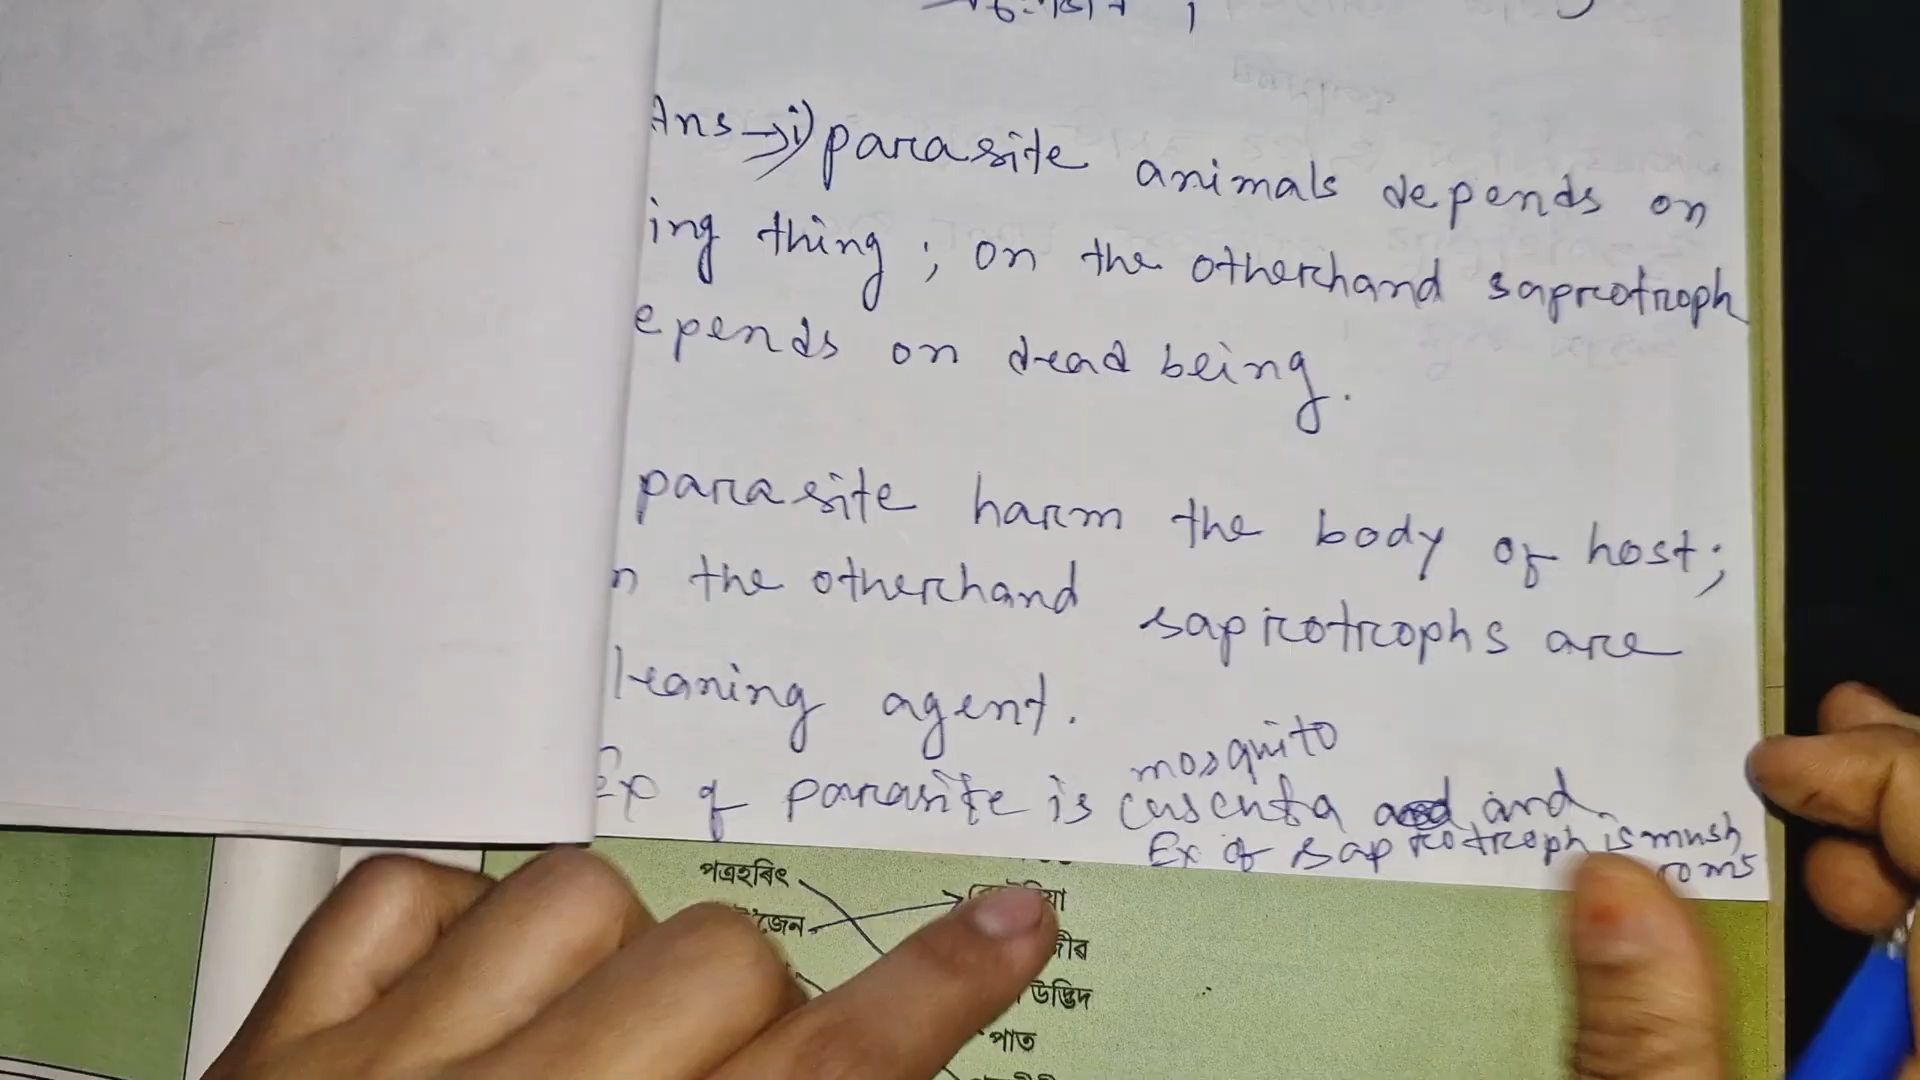 Ans → i) parasite animals depends on
ing thing ; on the otherhand saprotroph
epends on dead being.
parasite harm the body of host;
n the otherhand saprotrophs are
leaning agent.
mosquito
Ex of parasite is cuscuta and
Ex of saprotroph is mush
rooms
পত্ৰহৰিৎ
জেন
জীৱ
উদ্ভিদ
পাত